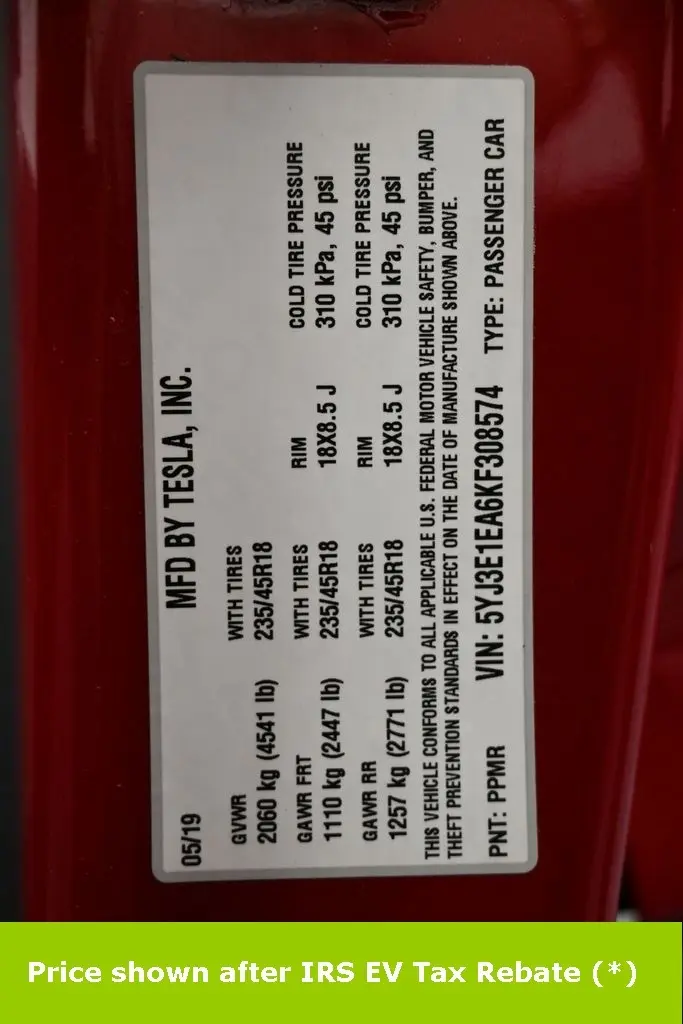 MFD BY TESLA, INC.
05/19
GVWR WITH TIRES
2060 kg (4541 lb) 235/45R18
GAWR FRT WITH TIRES RIM COLD TIRE PRESSURE
1110 kg (2447 lb) 235/45R18 18X8.5 J 310 kPa, 45 psi
GAWR RR WITH TIRES RIM COLD TIRE PRESSURE
1257 kg (2771 lb) 235/45R18 18X8.5 J 310 kPa, 45 psi
THIS VEHICLE CONFORMS TO ALL APPLICABLE U.S. FEDERAL MOTOR VEHICLE SAFETY, BUMPER, AND
THEFT PREVENTION STANDARDS IN EFFECT ON THE DATE OF MANUFACTURE SHOWN ABOVE.
PNT: PPMR VIN: 5YJ3E1EA6KF308574 TYPE: PASSENGER CAR
Price shown after IRS EV Tax Rebate (*)